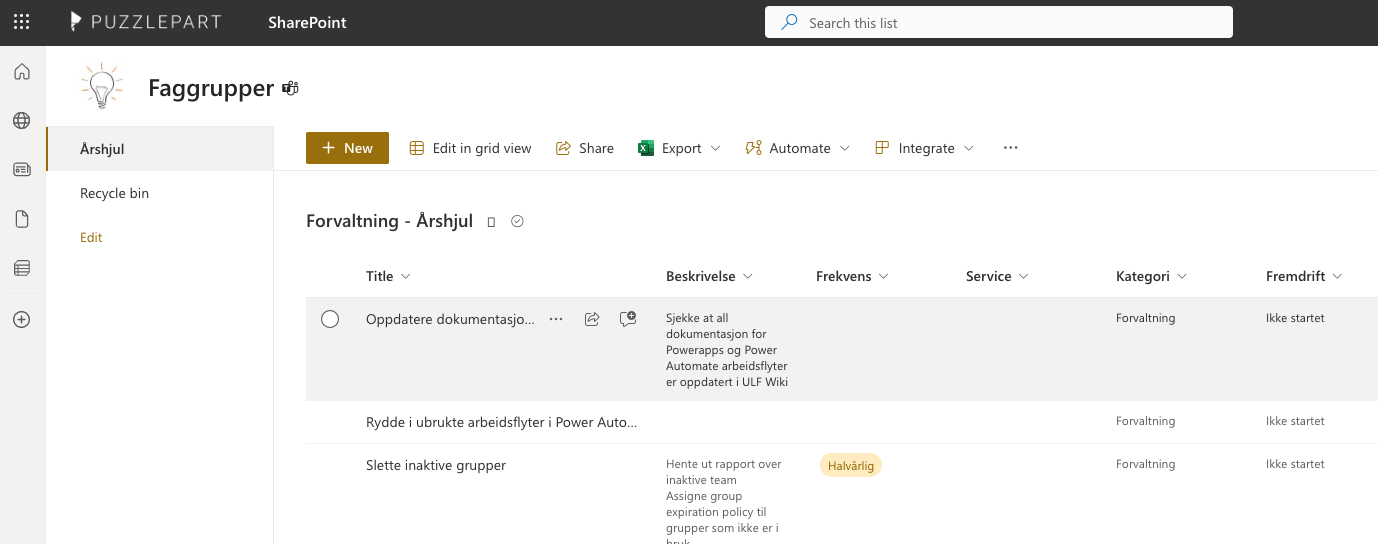 PUZZLEPART
SharePoint
Search this list
Faggrupper
Årshjul
Recycle bin
Edit
New
Edit in grid view
Share
Export
Automate
Integrate
Forvaltning - Årshjul
Title
Beskrivelse
Frekvens
Service
Kategori
Fremdrift
Oppdatere dokumentasjo...
Sjekke at all
dokumentasjon for
Powerapps og Power
Automate arbeidsflyter
er oppdatert i ULF Wiki
Forvaltning
Ikke startet
Rydde i ubrukte arbeidsflyter i Power Auto...
Forvaltning
Ikke startet
Slette inaktive grupper
Hente ut rapport over
inaktive team
Assigne group
expiration policy til
grupper som ikke er i
bruk
Halvårlig
Forvaltning
Ikke startet